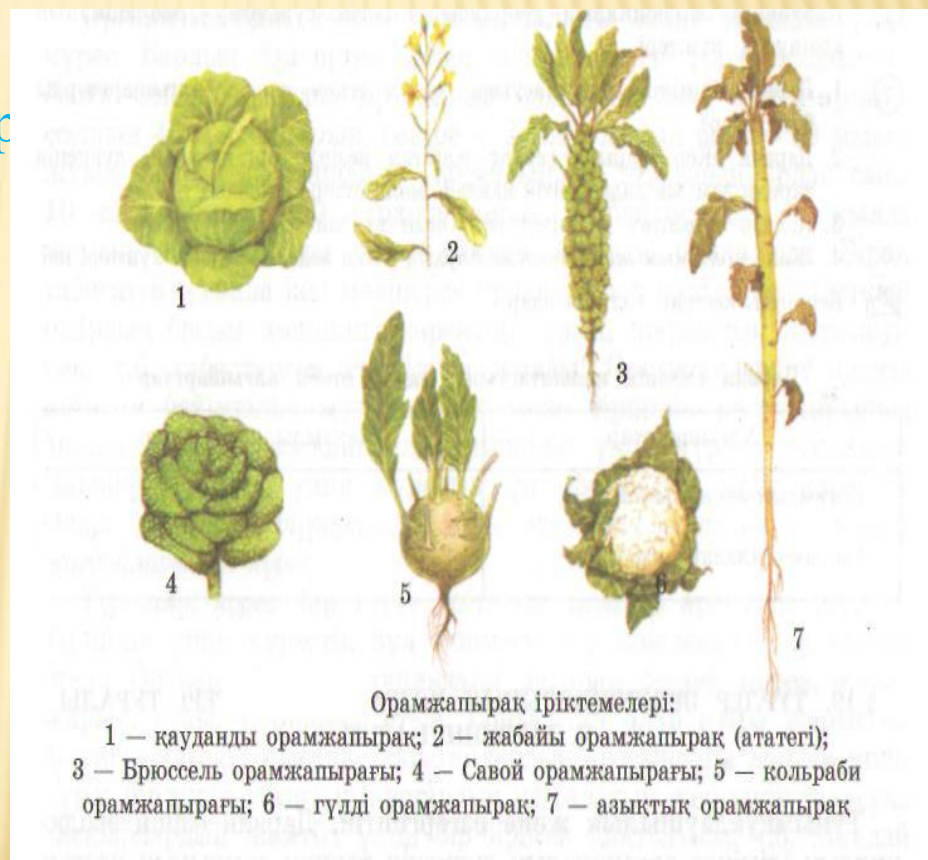 1
2
3
4
5
6
7
Орамжапырақ іріктемелері:
1 — қауданды орамжапырақ; 2 — жабайы орамжапырақ (ататегі);
3 — Брюссель орамжапырағы; 4 — Савой орамжапырағы; 5 — кольраби
орамжапырағы; 6 — гүлді орамжапырақ; 7 — азықтық орамжапырақ